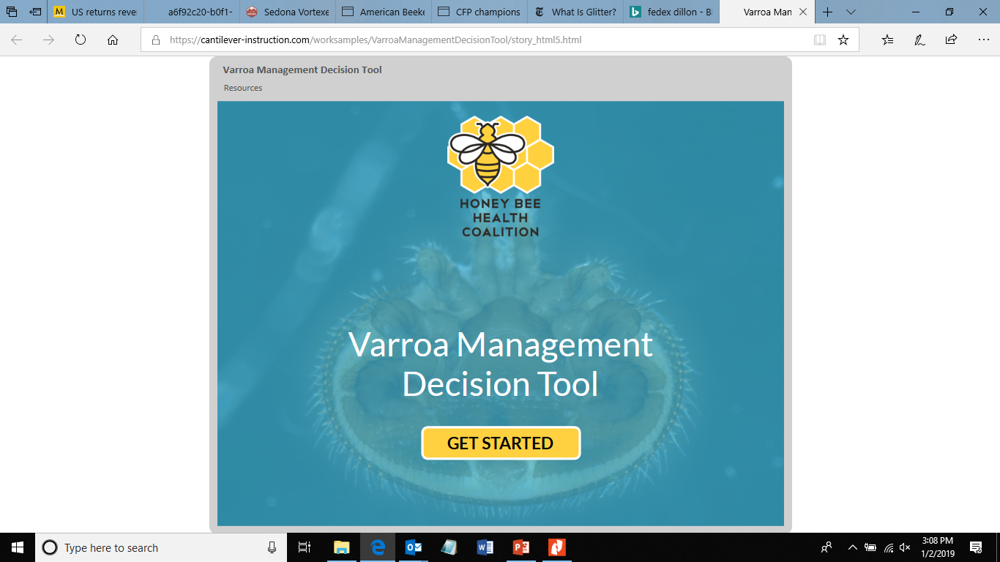 M US returns reve
a6f92c20-b0f1-
Sedona Vortexe
American Beeke
CFP champions
T What Is Glitter?
b fedex dillon - B
Varroa Man
https://cantilever-instruction.com/worksamples/VarroaManagementDecisionTool/story_html5.html
Varroa Management Decision Tool
Resources
HONEY BEE
HEALTH
COALITION
Varroa Management
Decision Tool
GET STARTED
Type here to search
3:08 PM
1/2/2019